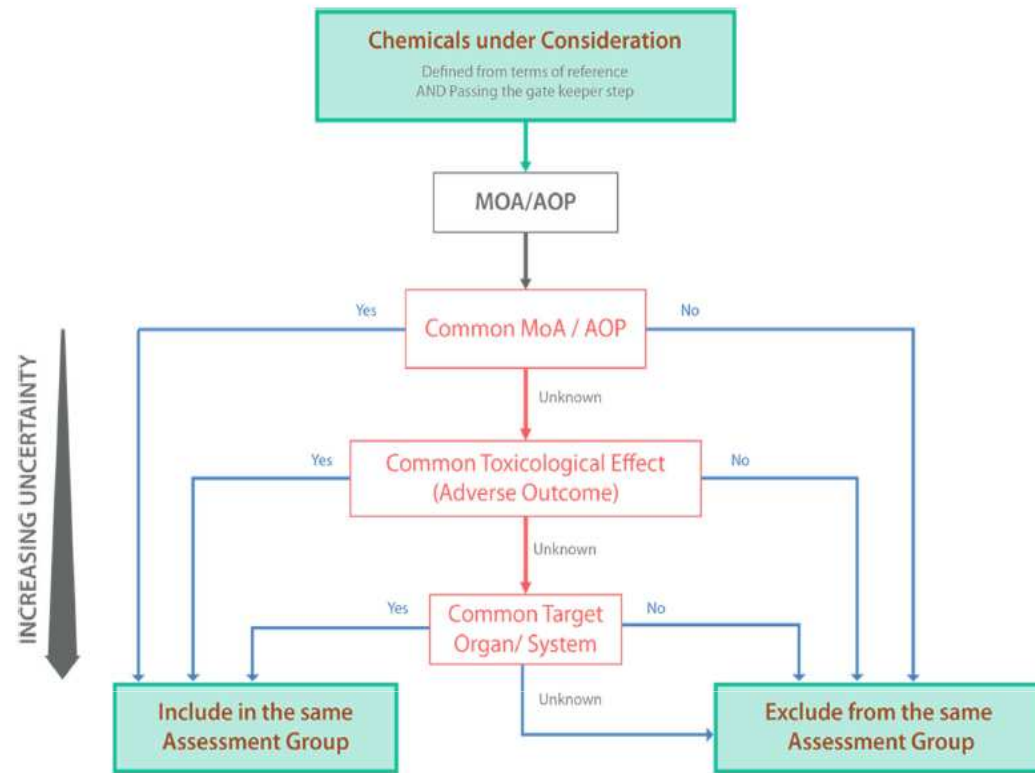 Chemicals under Consideration
Defined from terms of reference
AND Passing the gate keeper step
MOA/AOP
Yes
No
Common MoA / AOP
Unknown
Yes
No
Common Toxicological Effect
(Adverse Outcome)
Unknown
Yes
No
Common Target
Organ/ System
Unknown
INCREASING UNCERTAINTY
Include in the same
Assessment Group
Exclude from the same
Assessment Group